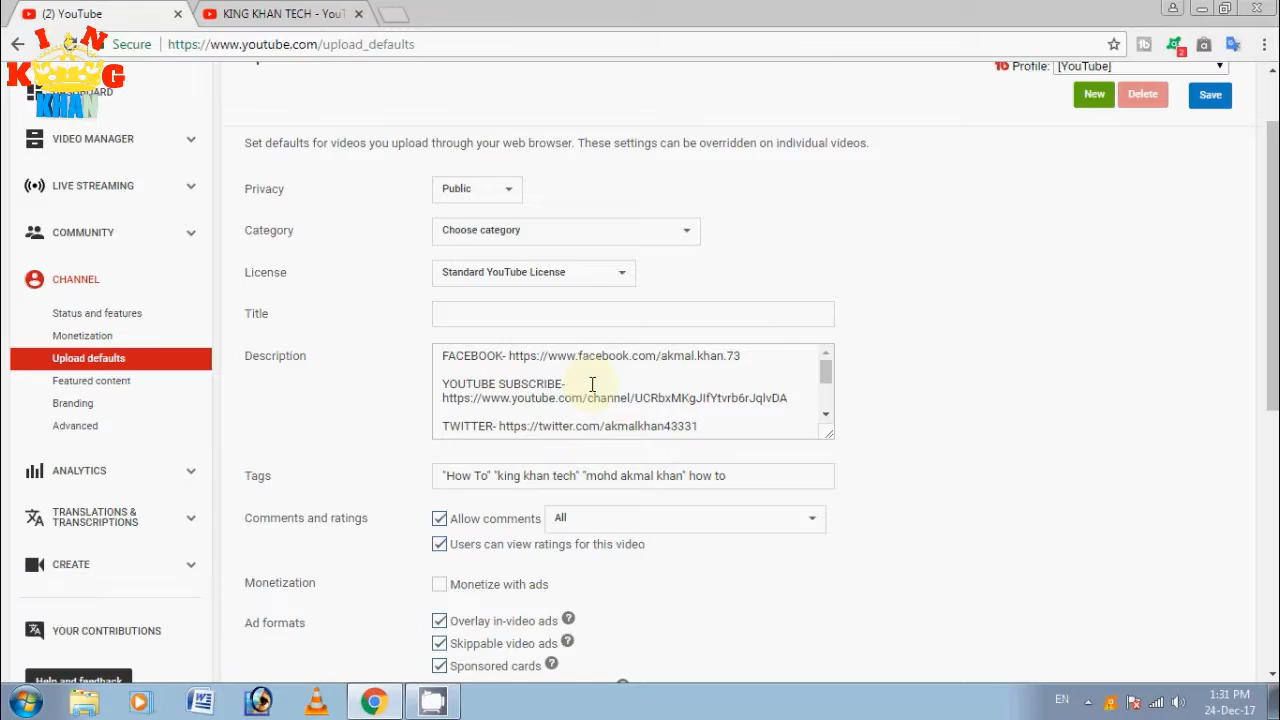 (2) YouTube
KING KHAN TECH - YouT
Secure
https://www.youtube.com/upload_defaults
KING
KHAN
2
Profile: [YouTube]
New
Delete
Save
VIDEO MANAGER
LIVE STREAMING
COMMUNITY
CHANNEL
Status and features
Monetization
Upload defaults
Featured content
Branding
Advanced
ANALYTICS
TRANSLATIONS &
TRANSCRIPTIONS
CREATE
YOUR CONTRIBUTIONS
Help and feedback
Set defaults for videos you upload through your web browser. These settings can be overridden on individual videos.
Privacy
Public
Category
Choose category
License
Standard YouTube License
Title
Description
FACEBOOK- https://www.facebook.com/akmal.khan.73
YOUTUBE SUBSCRIBE-
https://www.youtube.com/channel/UCRbxMKgJIfYtvrb6rJqlvDA
TWITTER- https://twitter.com/akmalkhan43331
Tags
"How To" "king khan tech" "mohd akmal khan" how to
Comments and ratings
Allow comments
All
Users can view ratings for this video
Monetization
Monetize with ads
Ad formats
Overlay in-video ads
Skippable video ads
Sponsored cards
EN
1:31 PM
24-Dec-17